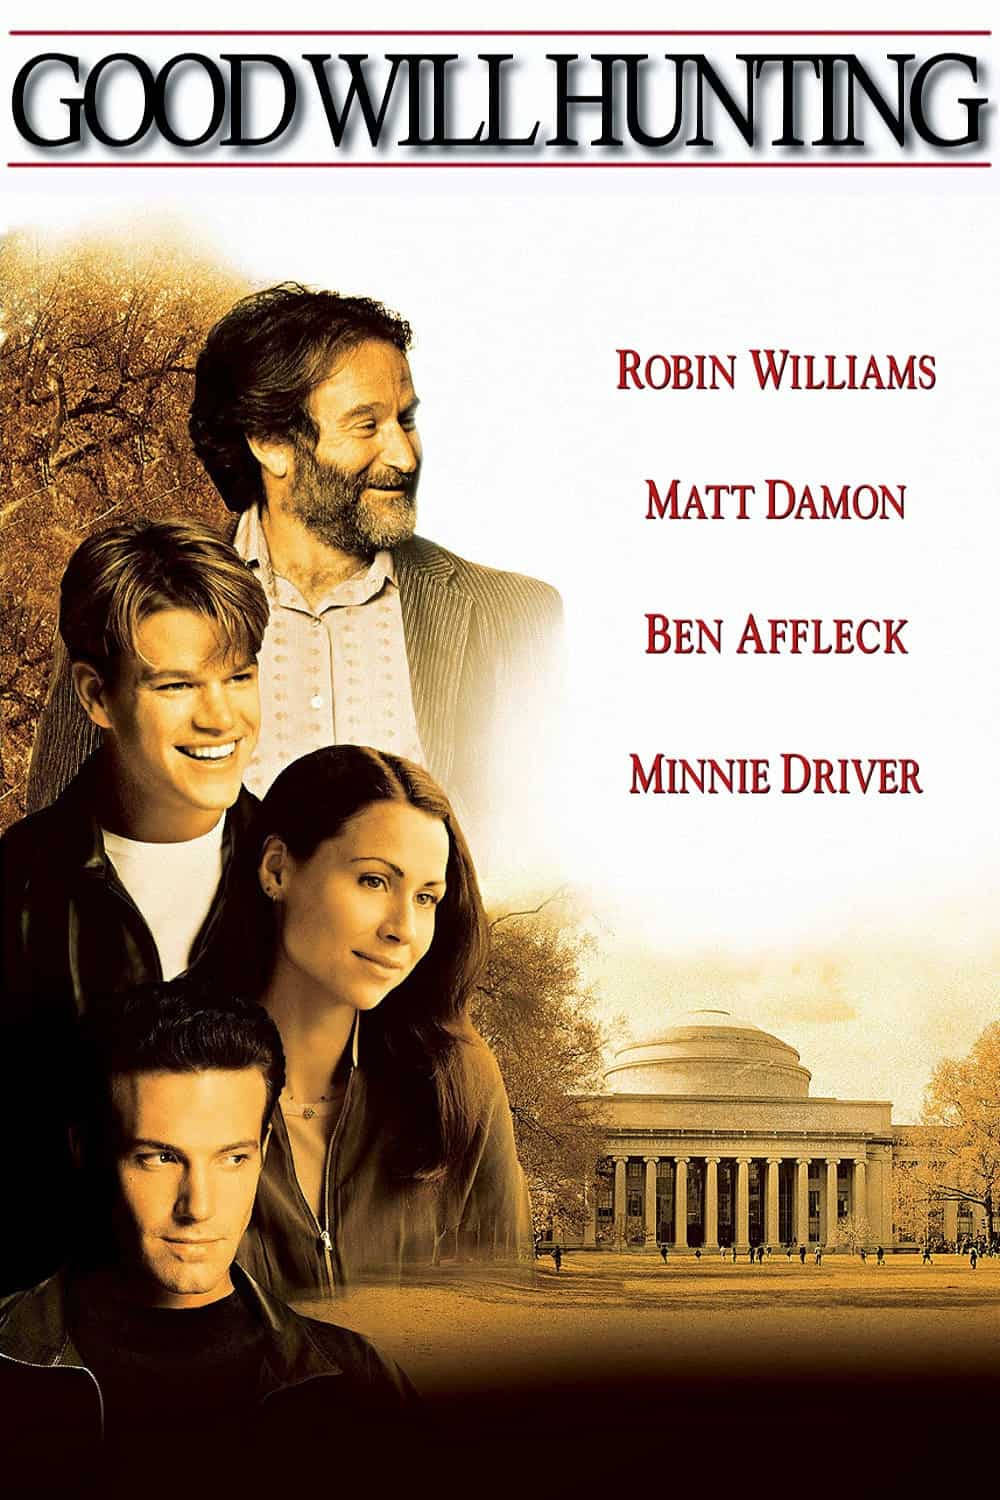 GOOD WILL HUNTING
ROBIN WILLIAMS
MATT DAMON
BEN AFFLECK
MINNIE DRIVER